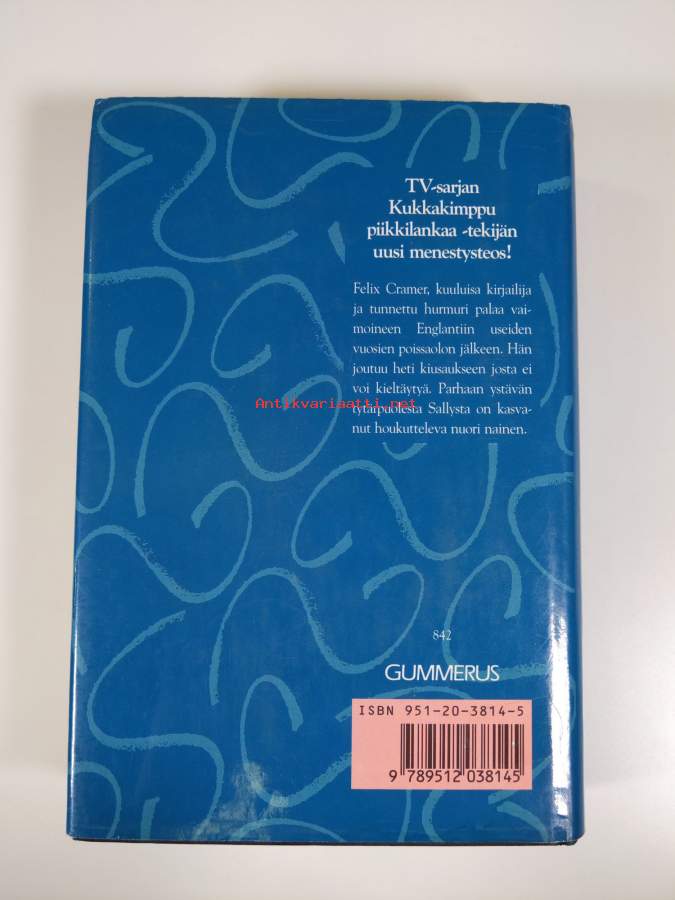 TV-sarjan
Kukkakimppu
piikkilankaa -tekijän
uusi menestysteos!
Felix Cramer, kuuluisa kirjailija
ja tunnettu hurmuri palaa vai-
moineen Englantiin useiden
vuosien poissaolon jälkeen. Hän
joutuu heti kiusaukseen josta ei
voi kieltäytyä. Parhaan ystävän
Antikvariaatti.net
tytärpuolesta Sallysta on kasva-
nut houkutteleva nuori nainen.
842
GUMMERUS
ISBN 951-20-3814-5
9 789512 038145